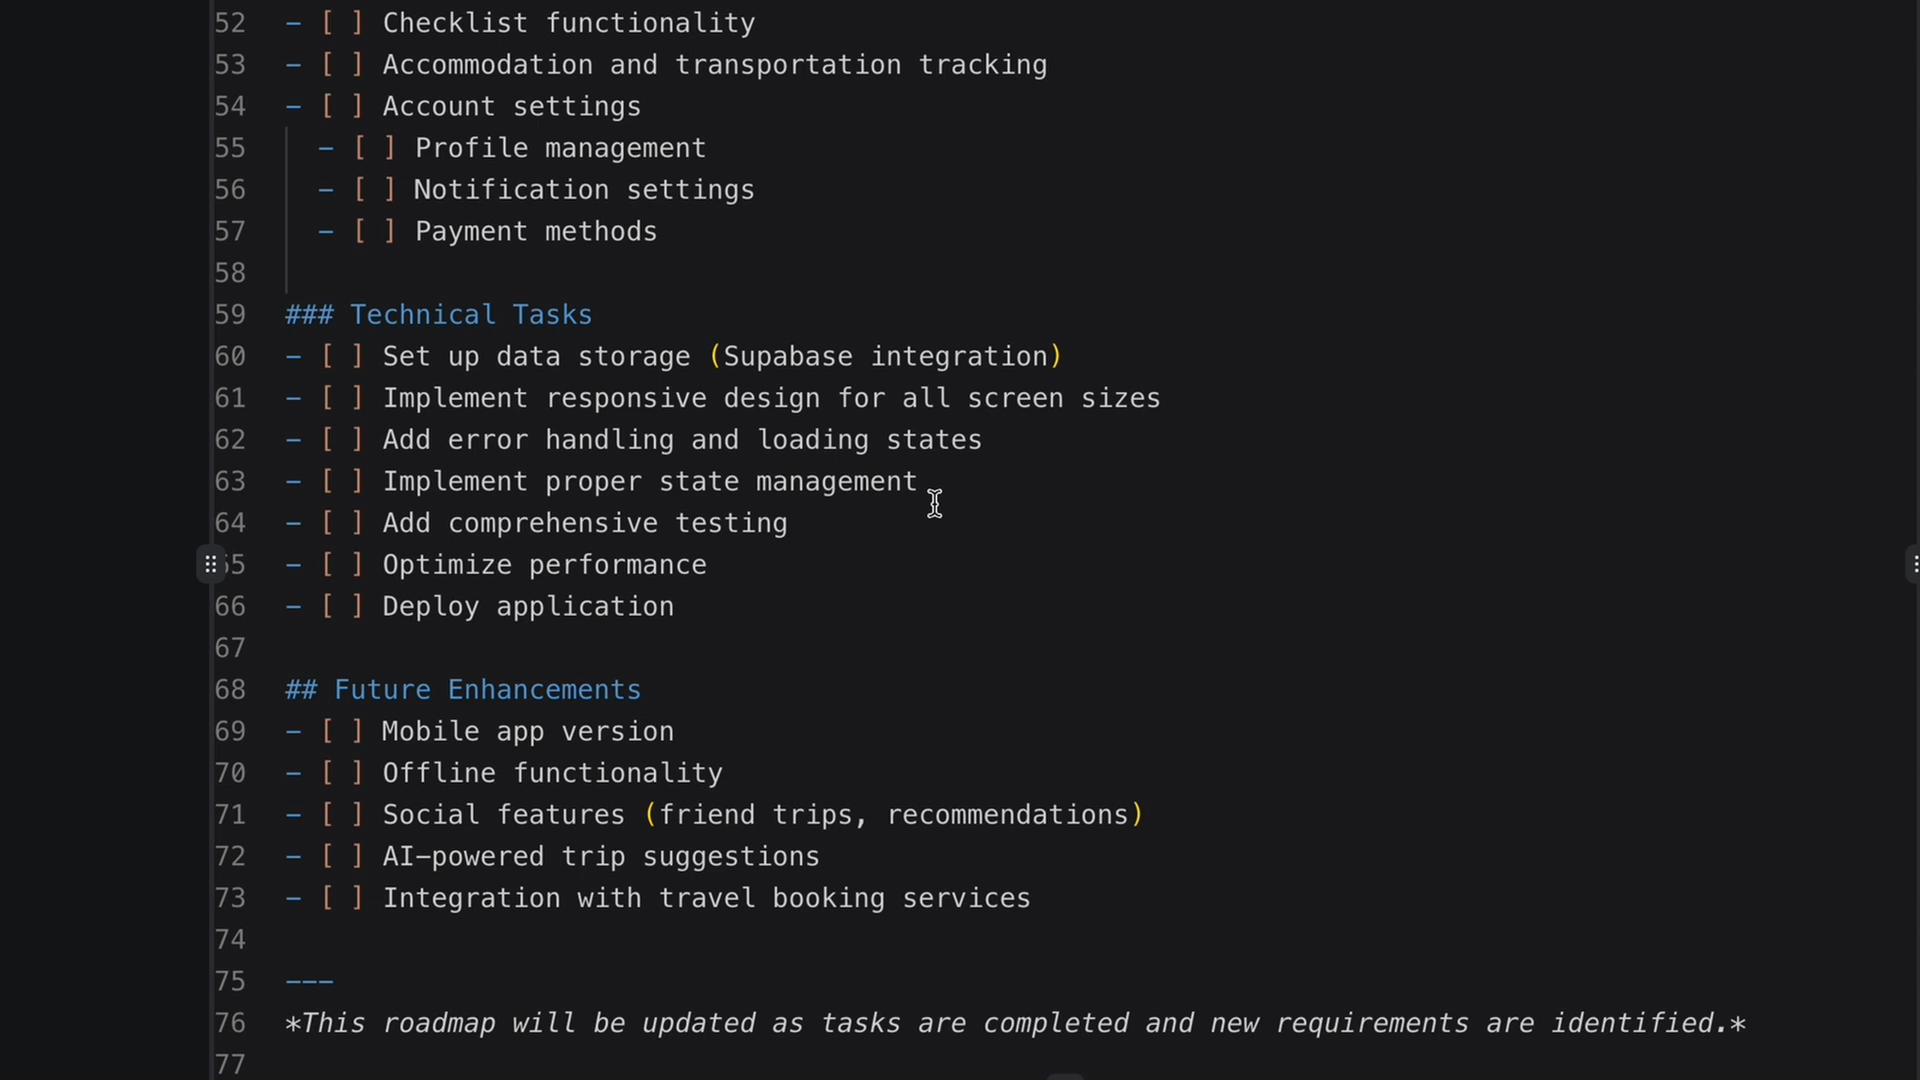 52 - [ ] Checklist functionality
53 - [ ] Accommodation and transportation tracking
54 - [ ] Account settings
55   - [ ] Profile management
56   - [ ] Notification settings
57   - [ ] Payment methods
58
59 ### Technical Tasks
60 - [ ] Set up data storage (Supabase integration)
61 - [ ] Implement responsive design for all screen sizes
62 - [ ] Add error handling and loading states
63 - [ ] Implement proper state management
64 - [ ] Add comprehensive testing
65 - [ ] Optimize performance
66 - [ ] Deploy application
67
68 ## Future Enhancements
69 - [ ] Mobile app version
70 - [ ] Offline functionality
71 - [ ] Social features (friend trips, recommendations)
72 - [ ] AI-powered trip suggestions
73 - [ ] Integration with travel booking services
74
75 ---
76 *This roadmap will be updated as tasks are completed and new requirements are identified.*
77